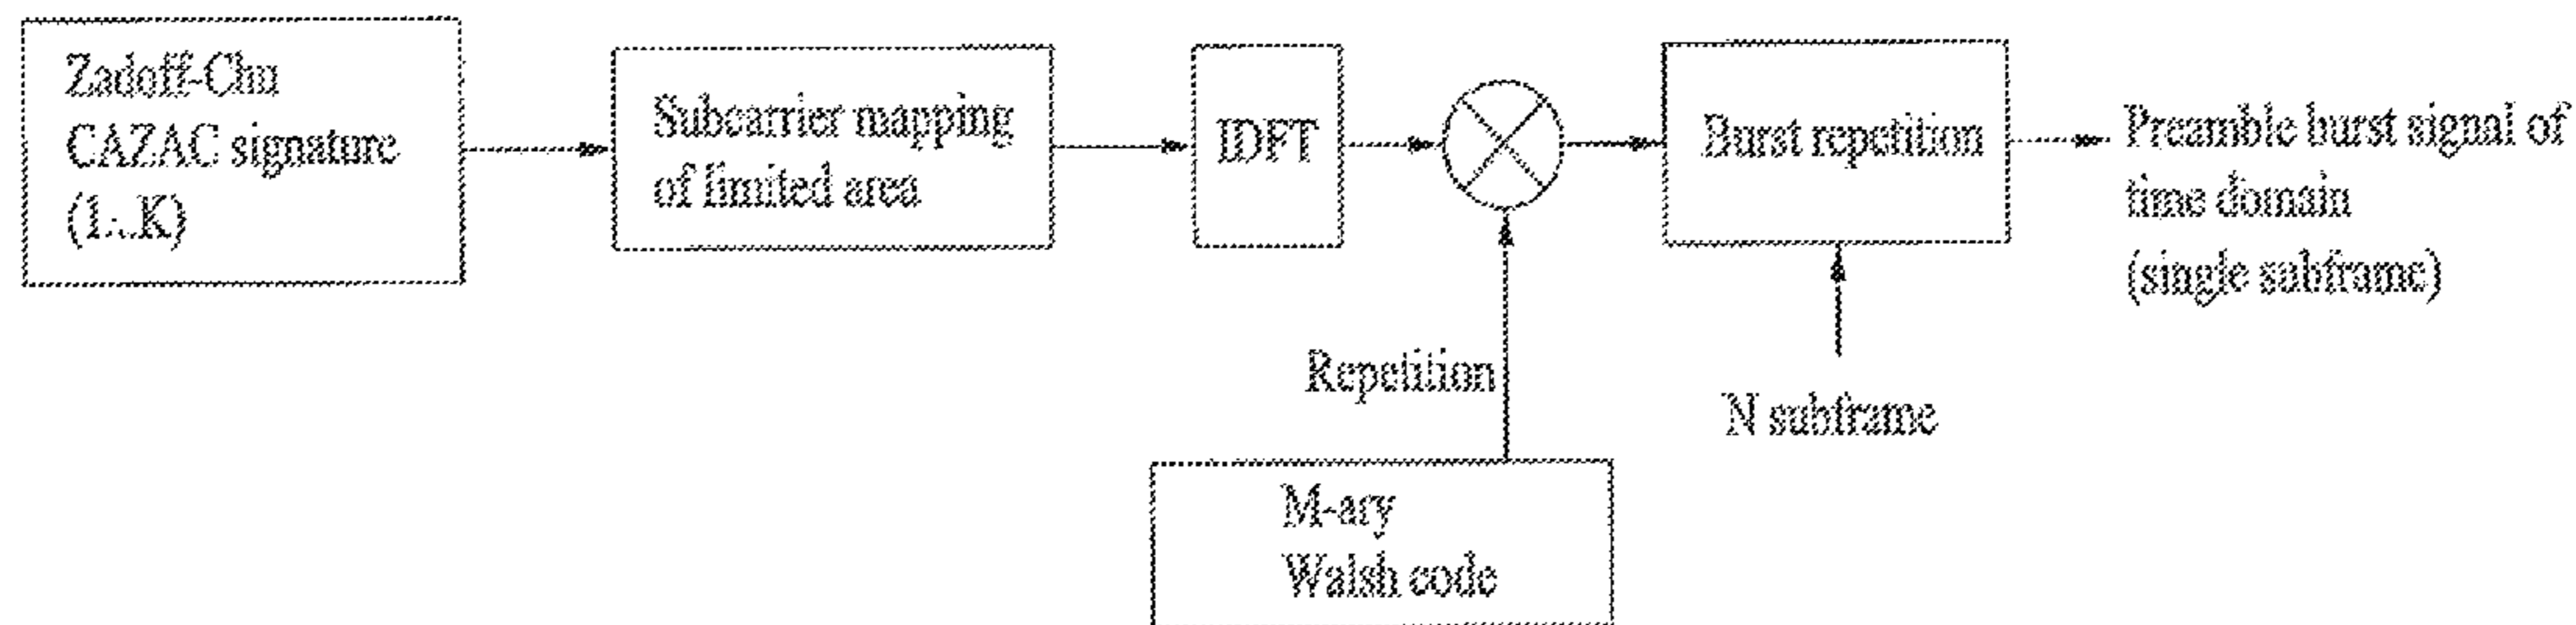 Zadoff-Chu
CAZAC signature
(1...K)
Subcarrier mapping
of limited area
IDFT
Burst repetition
Preamble burst signal of
time domain
(single subframe)
Repetition
N subframe
M-ary
Walsh code